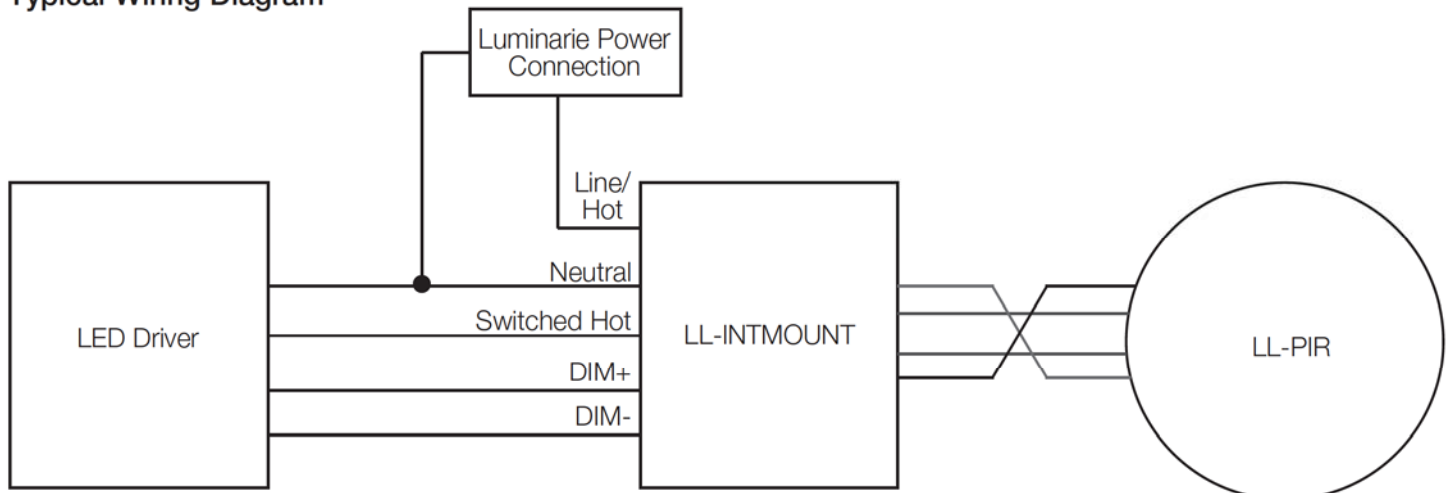 Typical Wiring Diagram
Luminarie Power
Connection
Line/
Hot
Neutral
Switched Hot
DIM+
DIM-
LED Driver
LL-INTMOUNT
LL-PIR